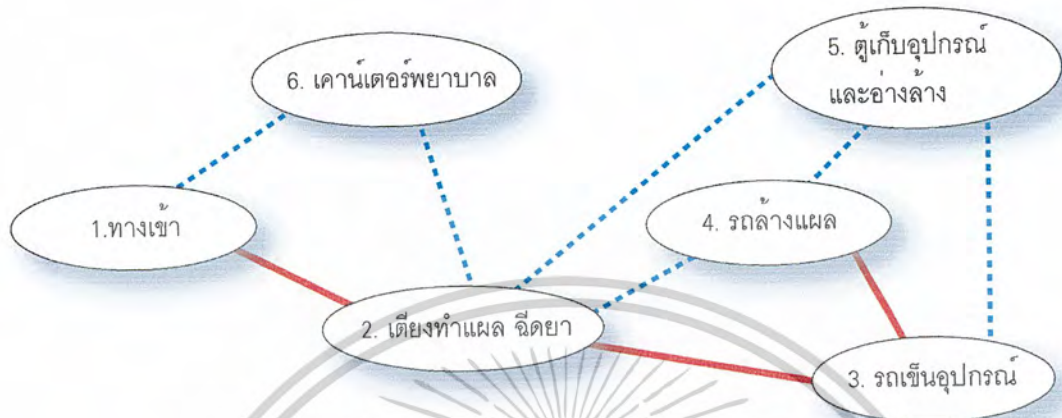 6. เคาน์เตอร์พยาบาล
5. ตู้เก็บอุปกรณ์
และอ่างล้าง
1.ทางเข้า
4. รถล้างแผล
2. เตียงทำแผล ฉีดยา
3. รถเข็นอุปกรณ์